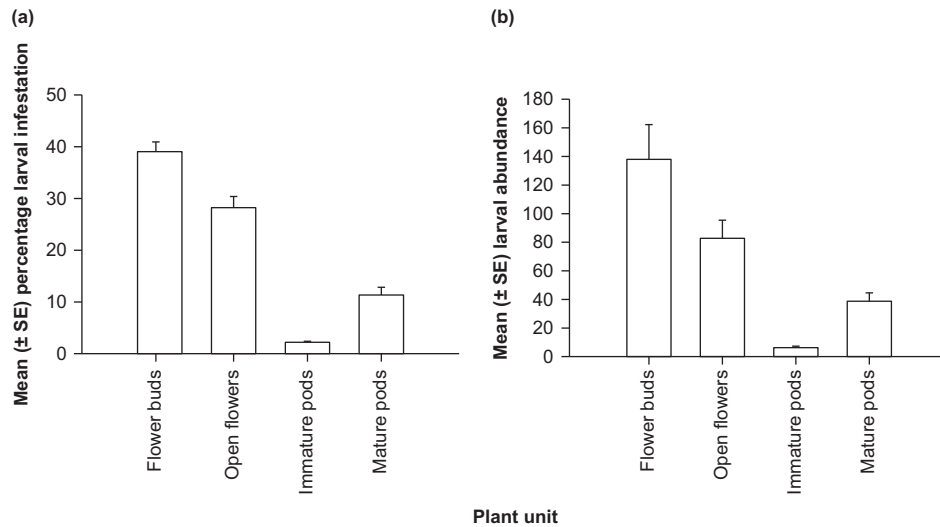 (a)
Mean (± SE) percentage larval infestation
50
40
30
20
10
0
Flower buds
Open flowers
Immature pods
Mature pods
(b)
Mean (± SE) larval abundance
180
160
140
120
100
80
60
40
20
0
Flower buds
Open flowers
Immature pods
Mature pods
Plant unit